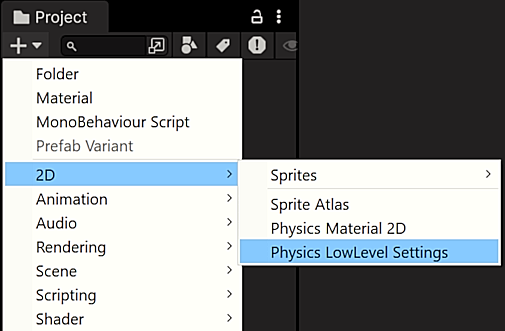 Project
Folder
Material
MonoBehaviour Script
Prefab Variant
2D
Animation
Audio
Rendering
Scene
Scripting
Shader
Sprites
Sprite Atlas
Physics Material 2D
Physics LowLevel Settings